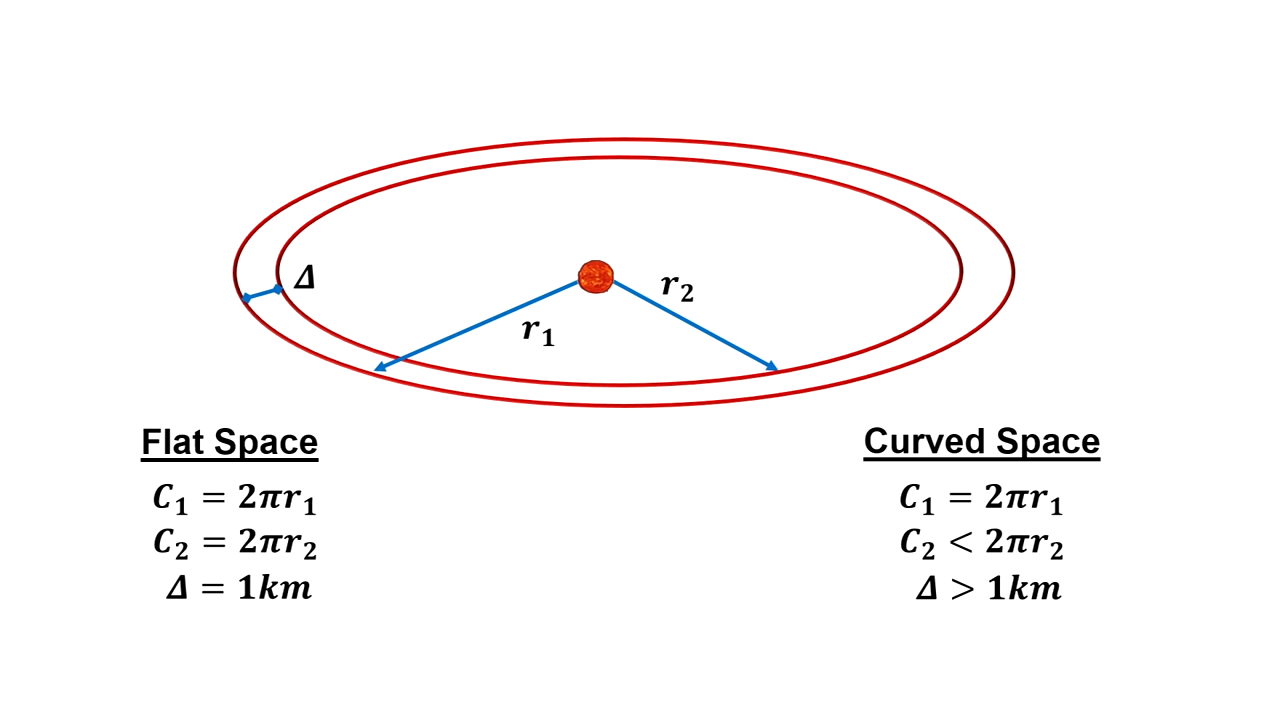 Δ
r₂
r₁
Flat Space
C₁ = 2πr₁
C₂ = 2πr₂
Δ = 1km
Curved Space
C₁ = 2πr₁
C₂ < 2πr₂
Δ > 1km